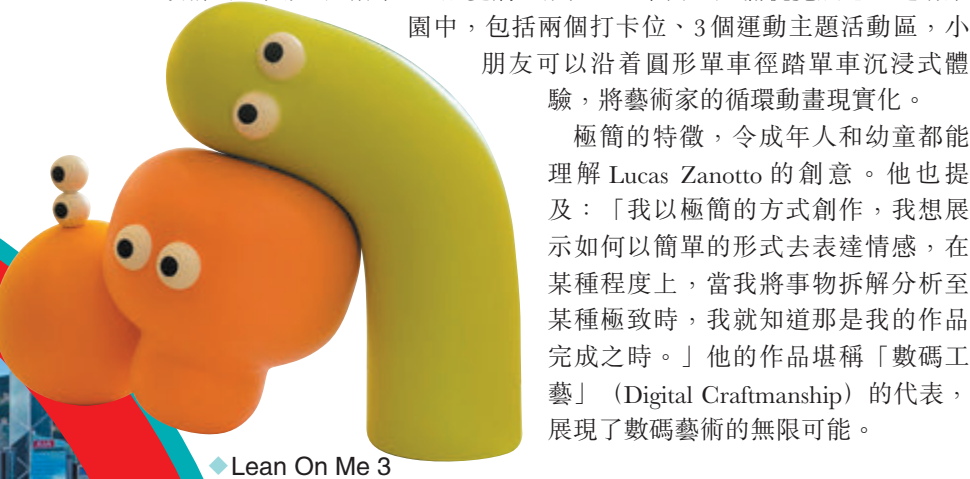 園中，包括兩個打卡位、3個運動主題活動區，小
朋友可以沿着圓形單車徑踏單車沉浸式體
驗，將藝術家的循環動畫現實化。
極簡的特徵，令成年人和幼童都能
理解 Lucas Zanotto 的創意。他也提
及：「我以極簡的方式創作，我想展
示如何以簡單的形式去表達情感，在
某種程度上，當我將事物拆解分析至
某種極致時，我就知道那是我的作品
完成之時。」他的作品堪稱「數碼工
藝」（Digital Craftmanship）的代表，
展現了數碼藝術的無限可能。
◆Lean On Me 3